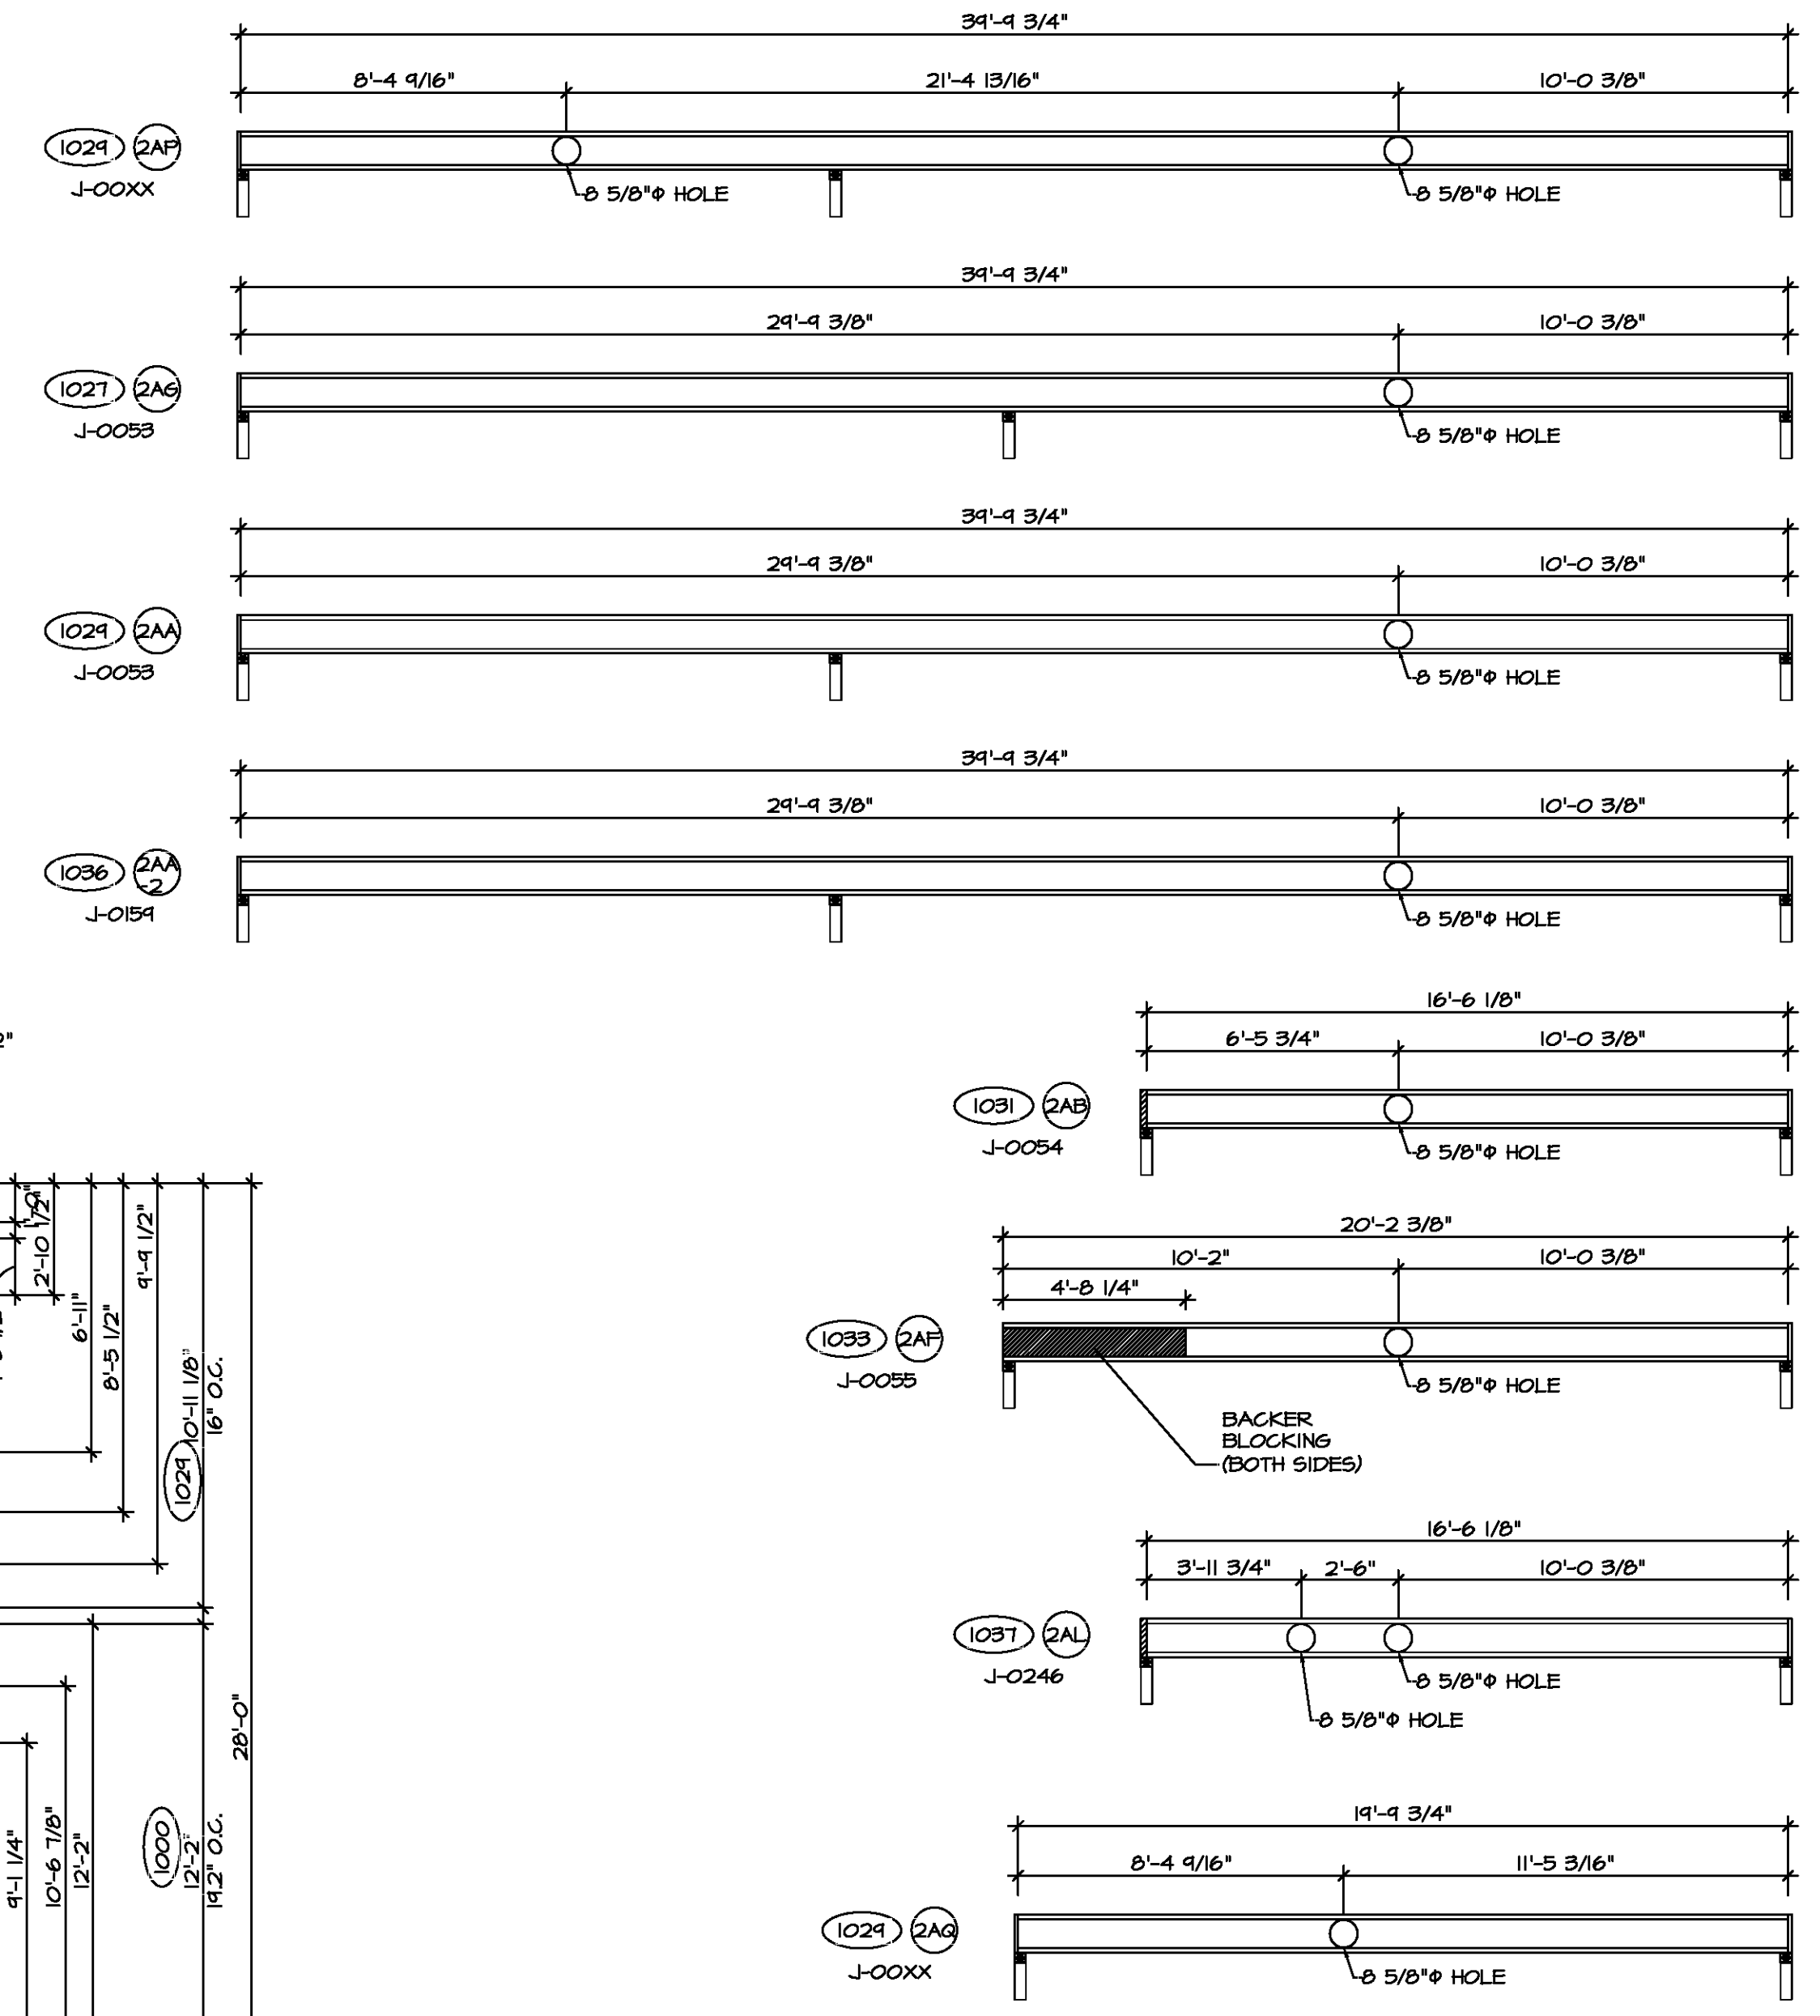 39'-9 3/4"
8'-4 9/16" 21'-4 13/16" 10'-0 3/8"
1029 2AP
J-00XX
8 5/8"Φ HOLE 8 5/8"Φ HOLE
39'-9 3/4"
29'-9 3/8" 10'-0 3/8"
1027 2AG
J-0053
8 5/8"Φ HOLE
39'-9 3/4"
29'-9 3/8" 10'-0 3/8"
1029 2AA
J-0053
8 5/8"Φ HOLE
39'-9 3/4"
29'-9 3/8" 10'-0 3/8"
1036 2AA
-2
J-0159
8 5/8"Φ HOLE
16'-6 1/8"
6'-5 3/4" 10'-0 3/8"
1031 2AB
J-0054
8 5/8"Φ HOLE
20'-2 3/8"
10'-2" 10'-0 3/8"
4'-8 1/4"
1033 2AF
J-0055
8 5/8"Φ HOLE
BACKER
BLOCKING
(BOTH SIDES)
16'-6 1/8"
3'-11 3/4" 2'-6" 10'-0 3/8"
1037 2AL
J-0246
8 5/8"Φ HOLE
8 5/8"Φ HOLE
19'-9 3/4"
8'-4 9/16" 11'-5 3/16"
1029 2AQ
J-00XX
8 5/8"Φ HOLE
2'-10 1/2"
6'-11"
8'-5 1/2"
9'-9 1/2"
1029
10'-11 1/8"
16" O.C.
28'-0"
9'-1 1/4"
10'-6 7/8"
12'-2"
1000
12'-2"
19.2" O.C.